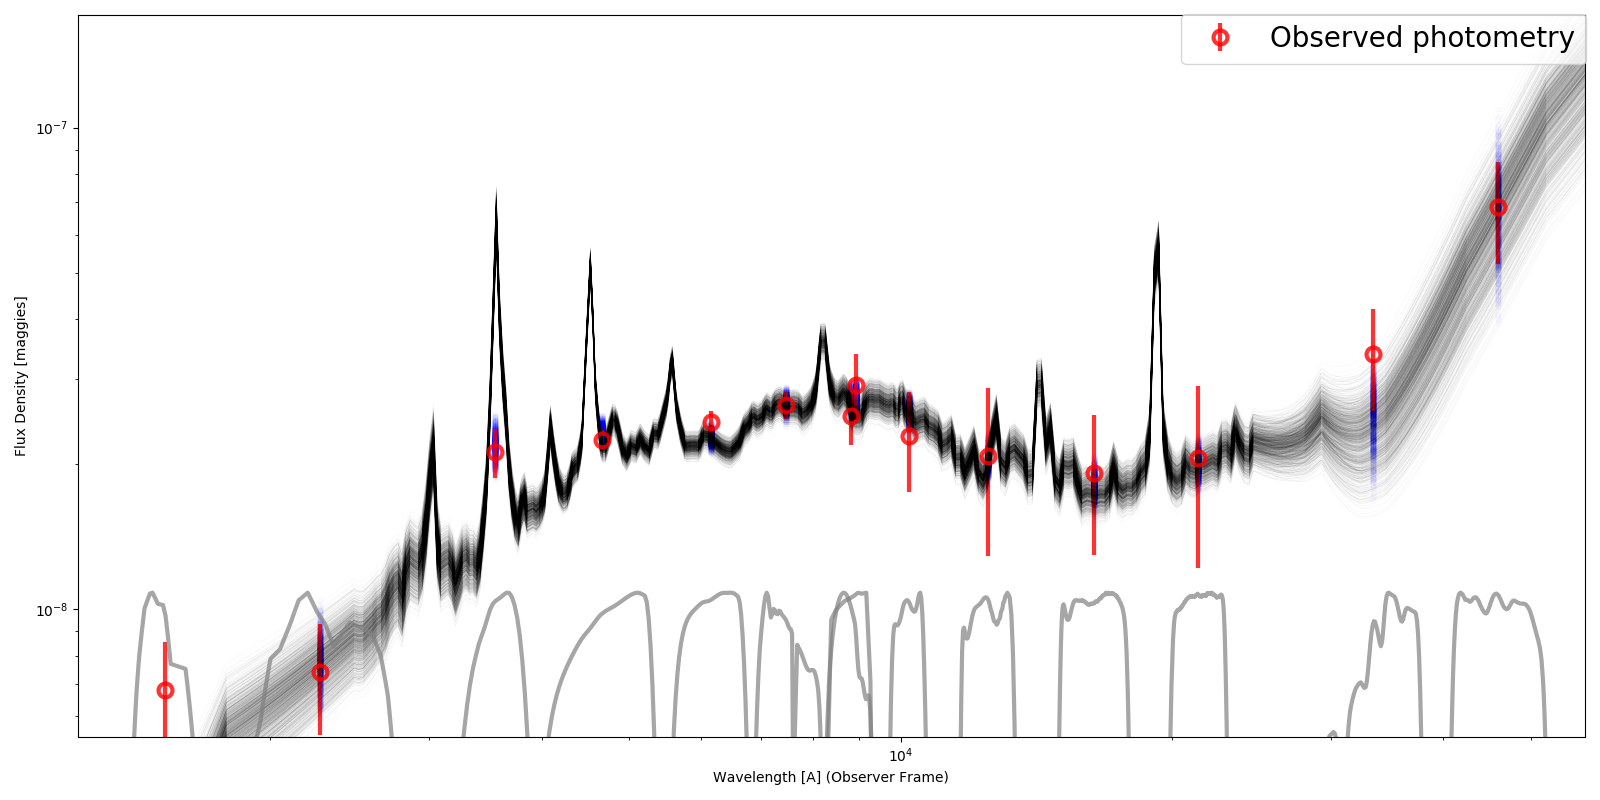 Observed photometry
10⁻⁷
Flux Density [maggies]
10⁻⁸
10⁴
Wavelength [A] (Observer Frame)